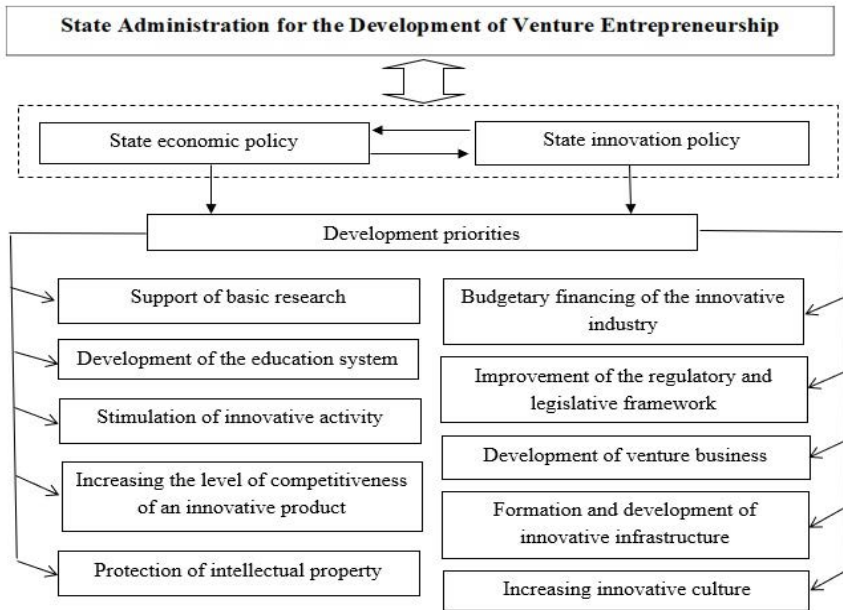 State Administration for the Development of Venture Entrepreneurship
State economic policy
State innovation policy
Development priorities
Support of basic research
Development of the education system
Stimulation of innovative activity
Increasing the level of competitiveness
of an innovative product
Protection of intellectual property
Budgetary financing of the innovative
industry
Improvement of the regulatory and
legislative framework
Development of venture business
Formation and development of
innovative infrastructure
Increasing innovative culture